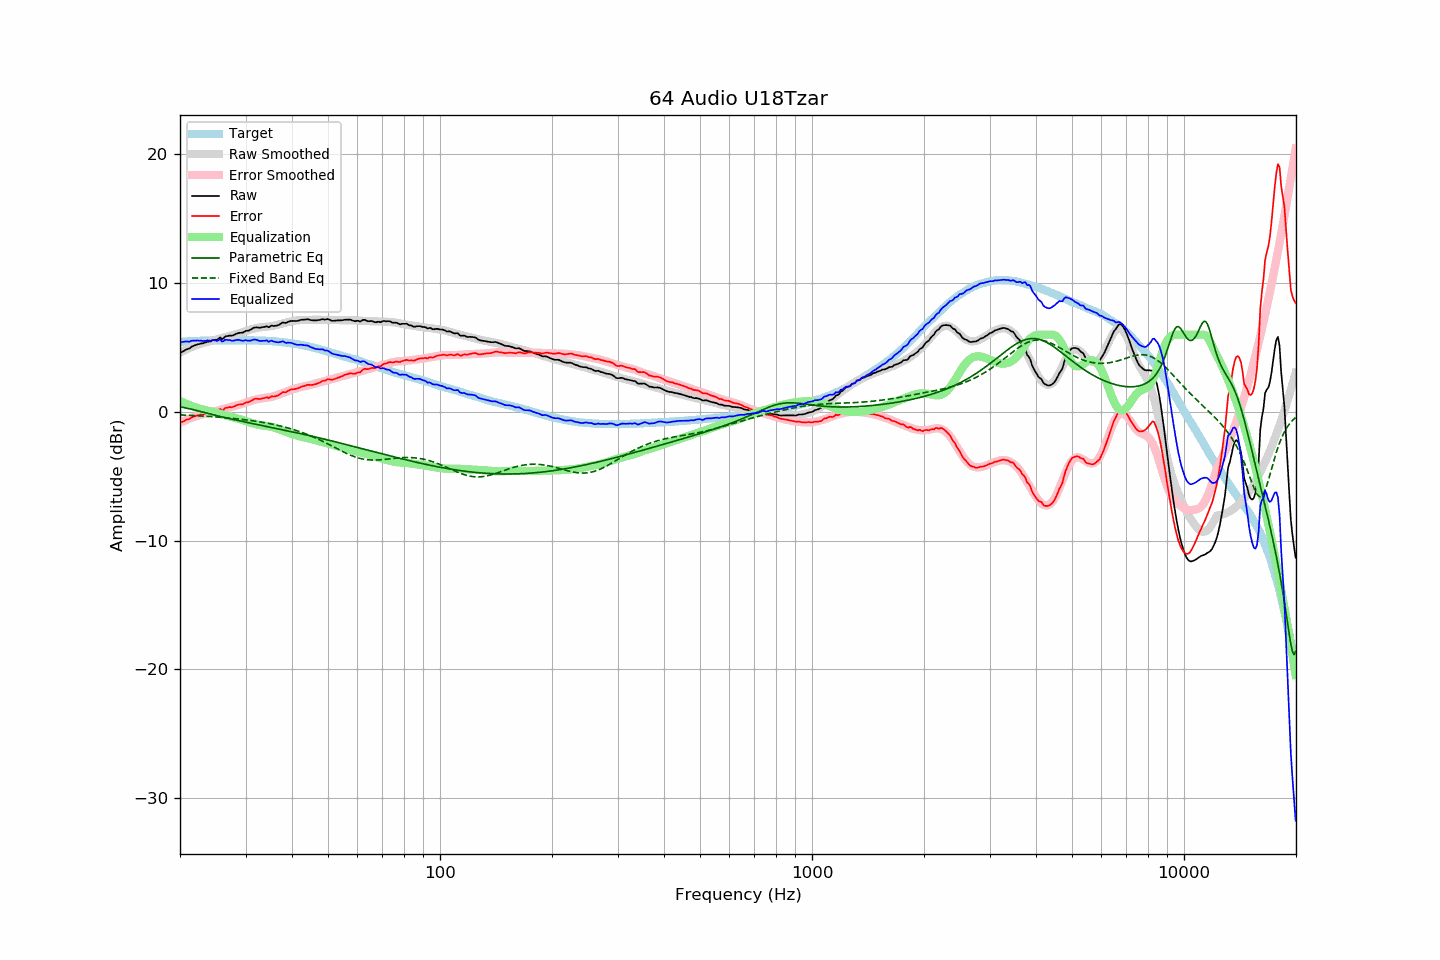 64 Audio U18Tzar
Target
Raw Smoothed
Error Smoothed
Raw
Error
Equalization
Parametric Eq
Fixed Band Eq
Equalized
20
10
0
−10
−20
−30
Amplitude (dBr)
100
1000
10000
Frequency (Hz)